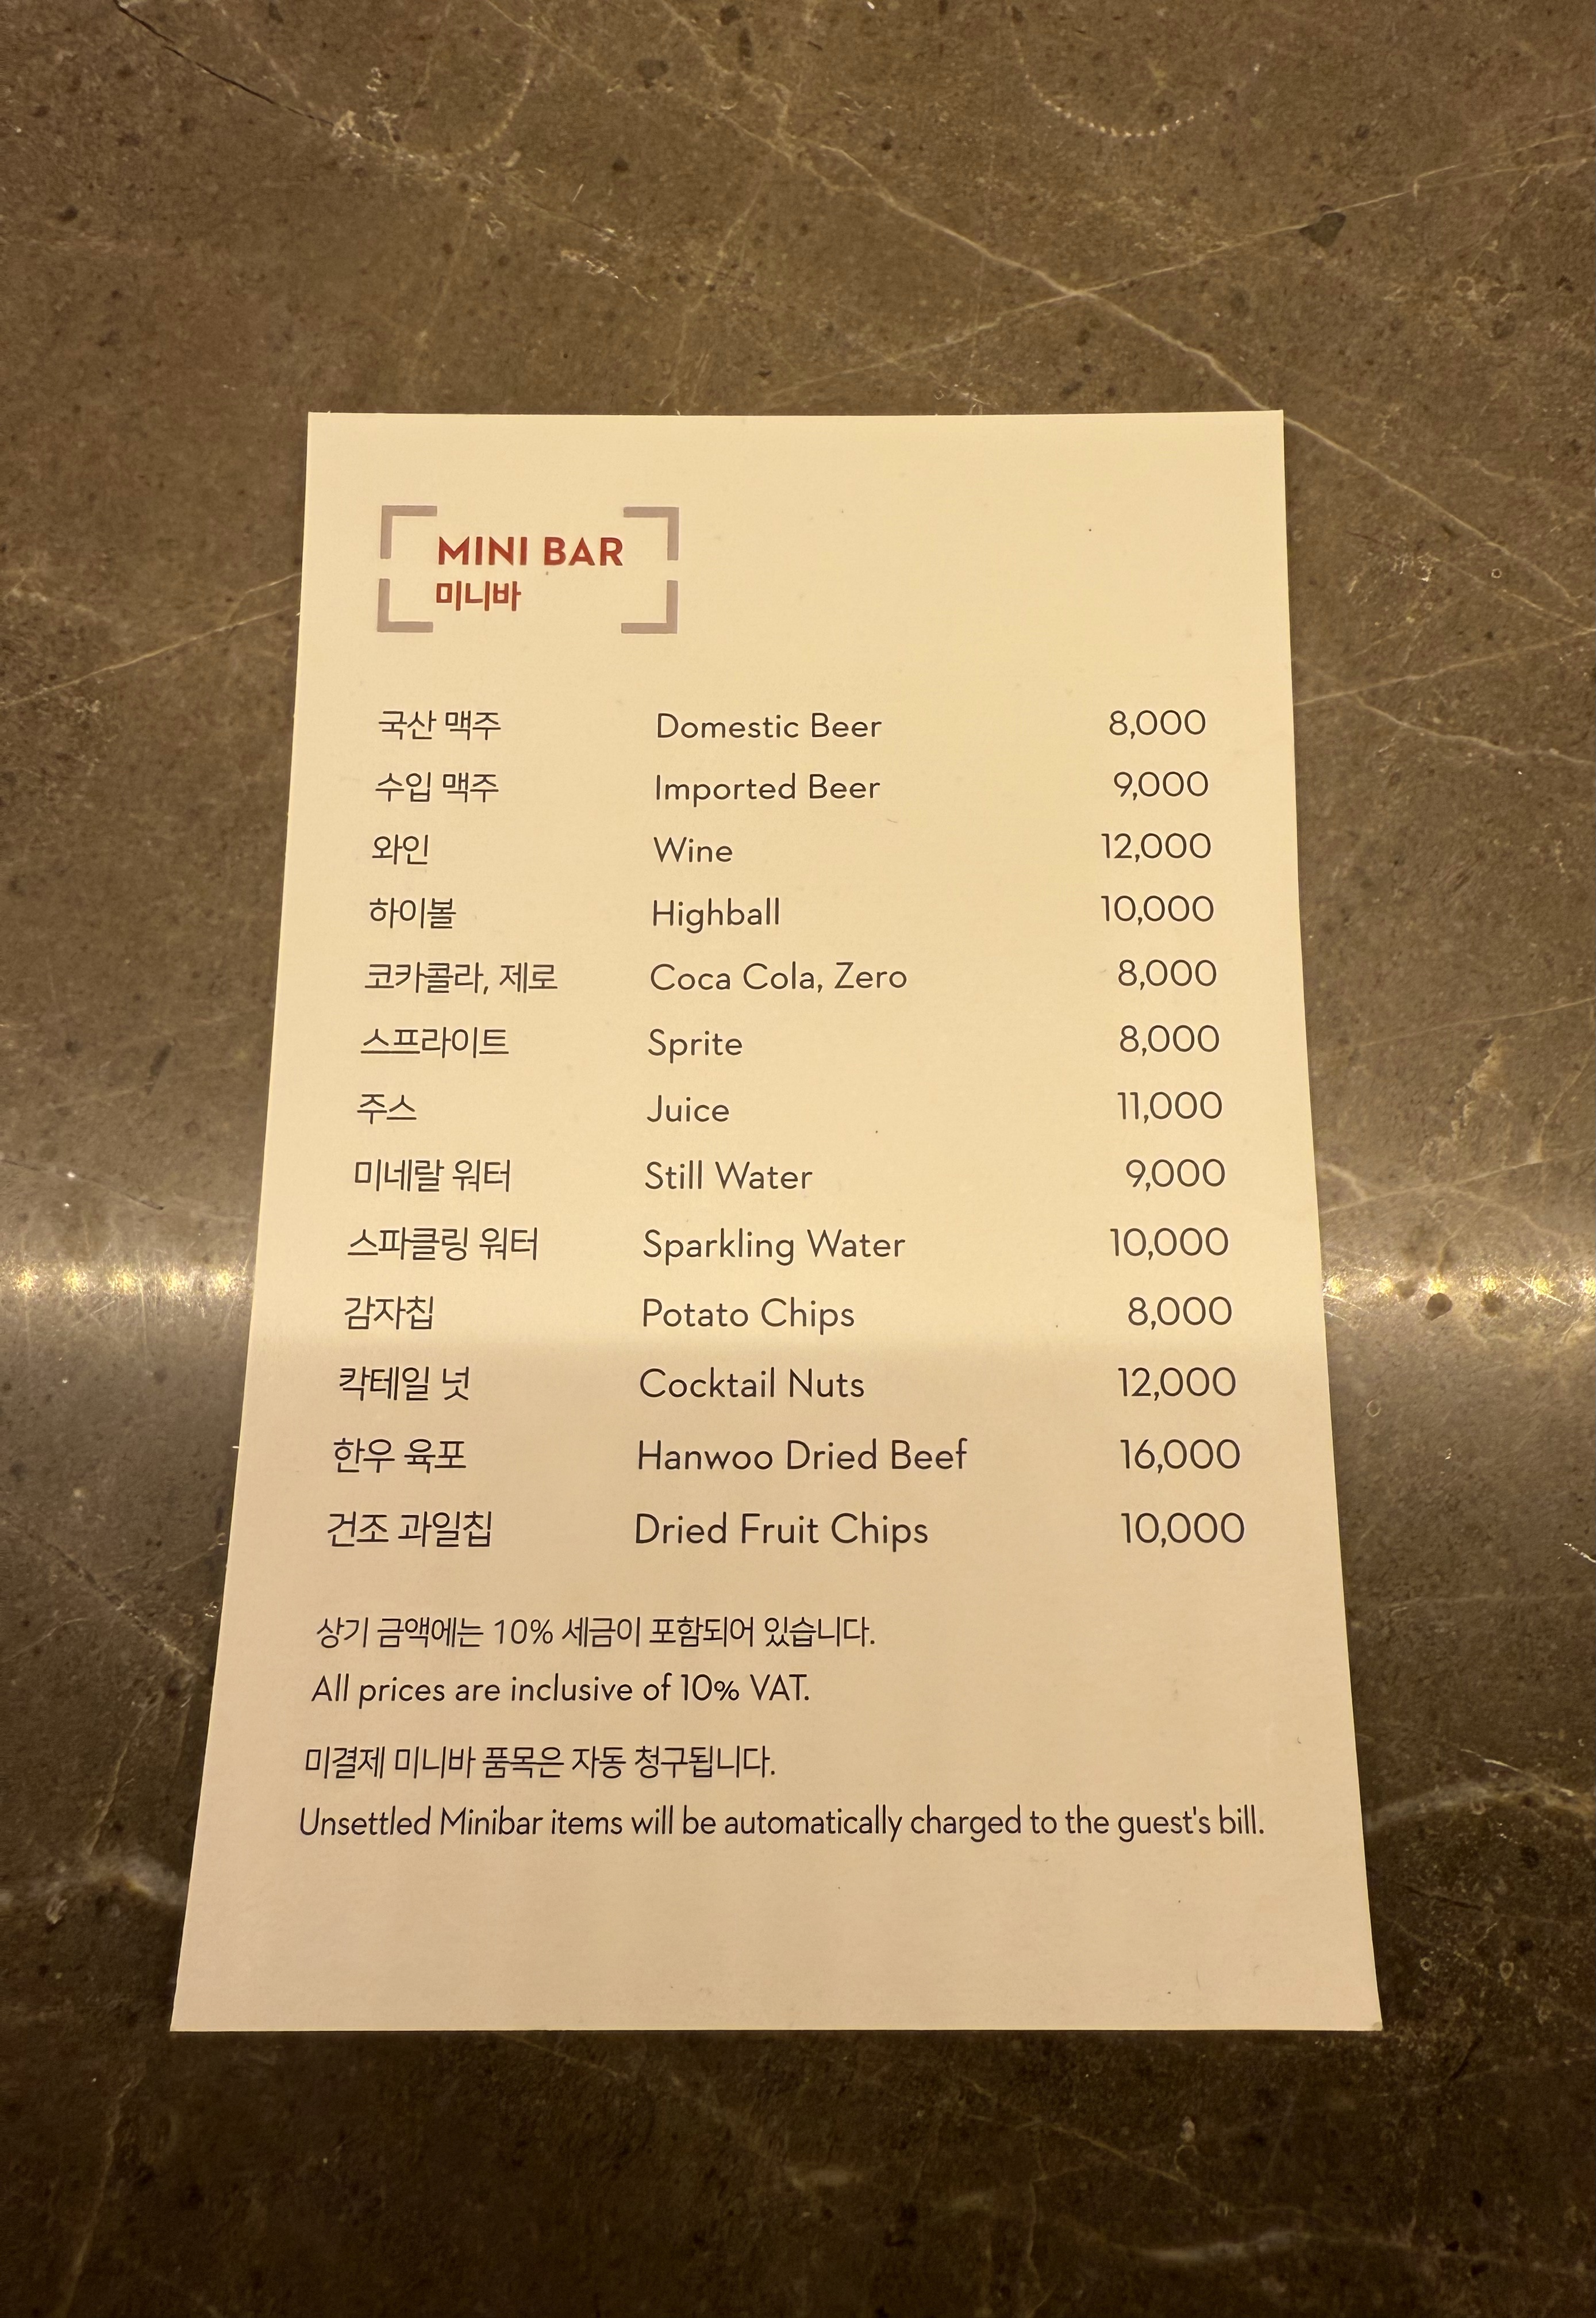 MINI BAR
미니바
국산 맥주 Domestic Beer 8,000
수입 맥주 Imported Beer 9,000
와인 Wine 12,000
하이볼 Highball 10,000
코카콜라, 제로 Coca Cola, Zero 8,000
스프라이트 Sprite 8,000
주스 Juice 11,000
미네랄 워터 Still Water 9,000
스파클링 워터 Sparkling Water 10,000
감자칩 Potato Chips 8,000
칵테일 넛 Cocktail Nuts 12,000
한우 육포 Hanwoo Dried Beef 16,000
건조 과일칩 Dried Fruit Chips 10,000
상기 금액에는 10% 세금이 포함되어 있습니다.
All prices are inclusive of 10% VAT.
미결제 미니바 품목은 자동 청구됩니다.
Unsettled Minibar items will be automatically charged to the guest's bill.